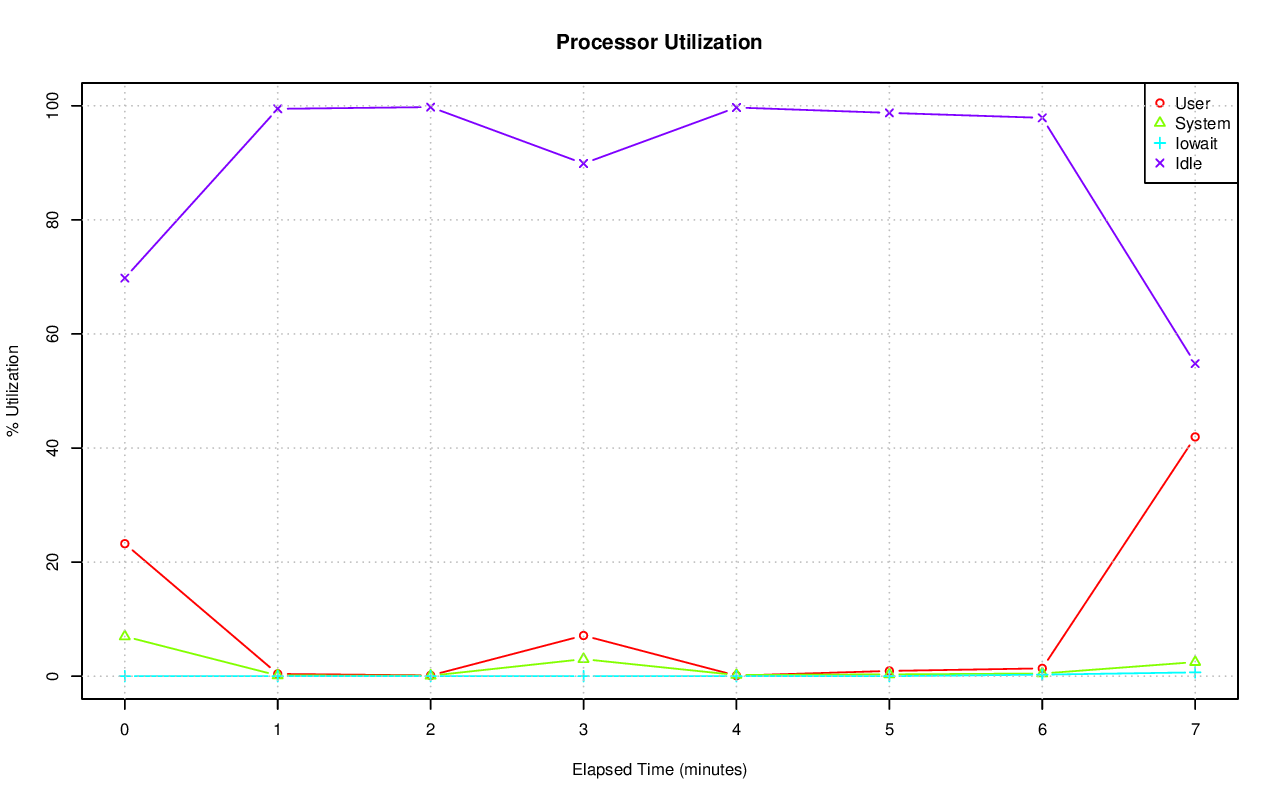 Processor Utilization
User
System
Iowait
Idle
100
80
60
40
20
0
% Utilization
0 1 2 3 4 5 6 7
Elapsed Time (minutes)